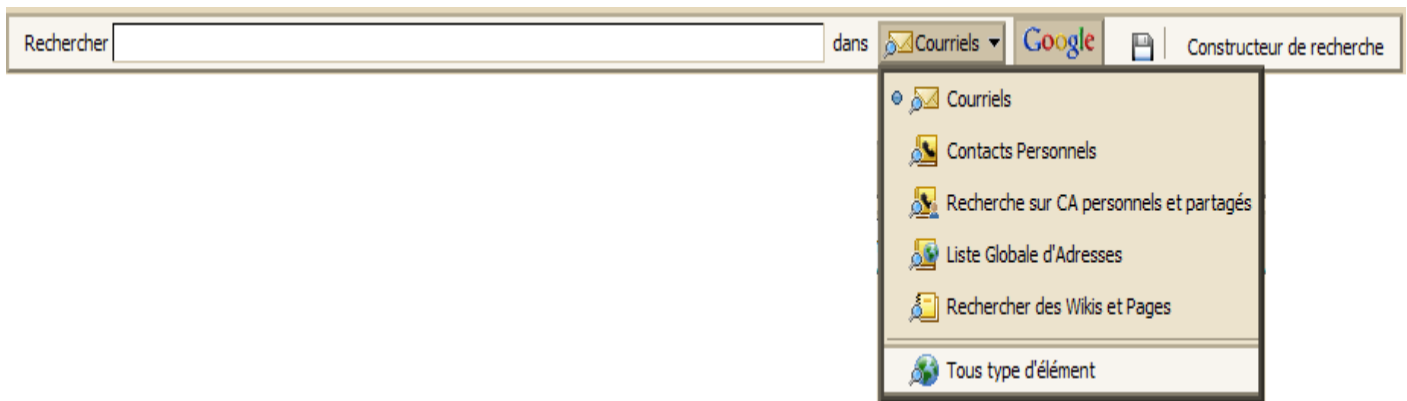 Rechercher dans Courriels Google Constructeur de recherche
Courriels
Contacts Personnels
Recherche sur CA personnels et partagés
Liste Globale d'Adresses
Rechercher des Wikis et Pages
Tous type d'élément